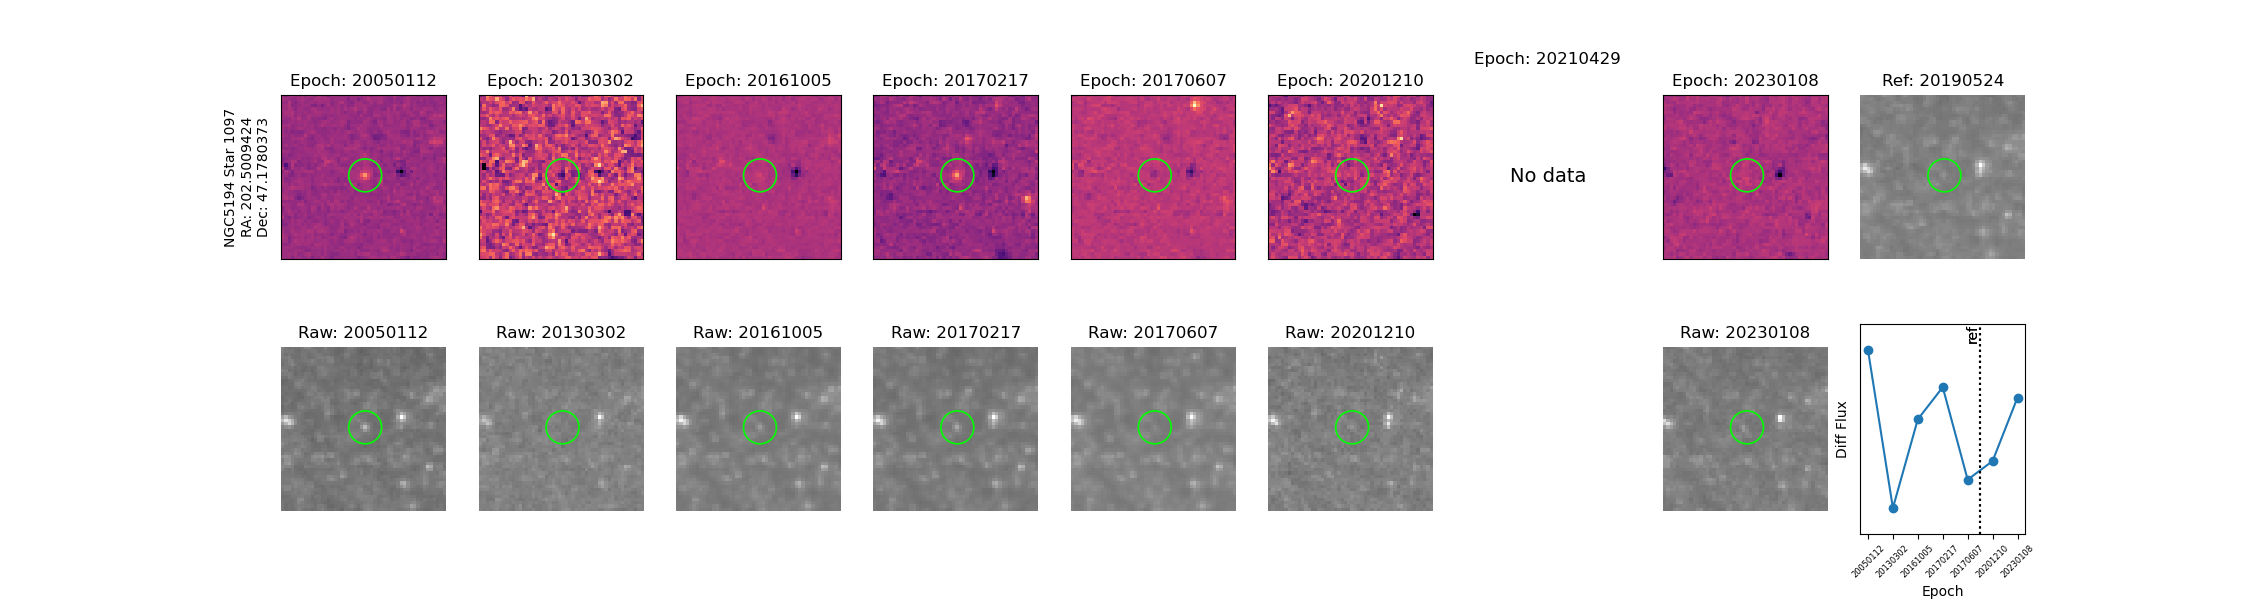 NGC5194 Star 1097
RA: 202.5009424
Dec: 47.1780373
Epoch: 20050112
Epoch: 20130302
Epoch: 20161005
Epoch: 20170217
Epoch: 20170607
Epoch: 20201210
Epoch: 20210429
No data
Epoch: 20230108
Ref: 20190524
Raw: 20050112
Raw: 20130302
Raw: 20161005
Raw: 20170217
Raw: 20170607
Raw: 20201210
Raw: 20230108
Diff Flux
ref
20050112
20130302
20161005
20170217
20170607
20201210
20230108
Epoch